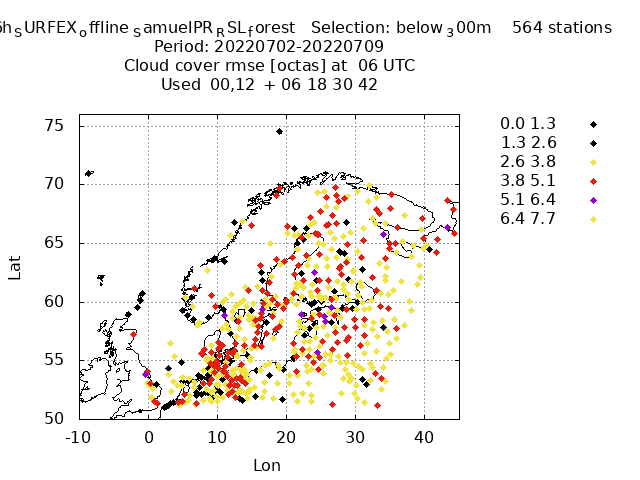 6h SURFEX offline SamuelPR RSL forest   Selection: below 300m    564 stations
Period: 20220702-20220709
Cloud cover rmse [octas] at  06 UTC
Used  00,12  + 06 18 30 42
75
70
65
60
55
50
-10 0 10 20 30 40
Lat
Lon
0.0 1.3
1.3 2.6
2.6 3.8
3.8 5.1
5.1 6.4
6.4 7.7